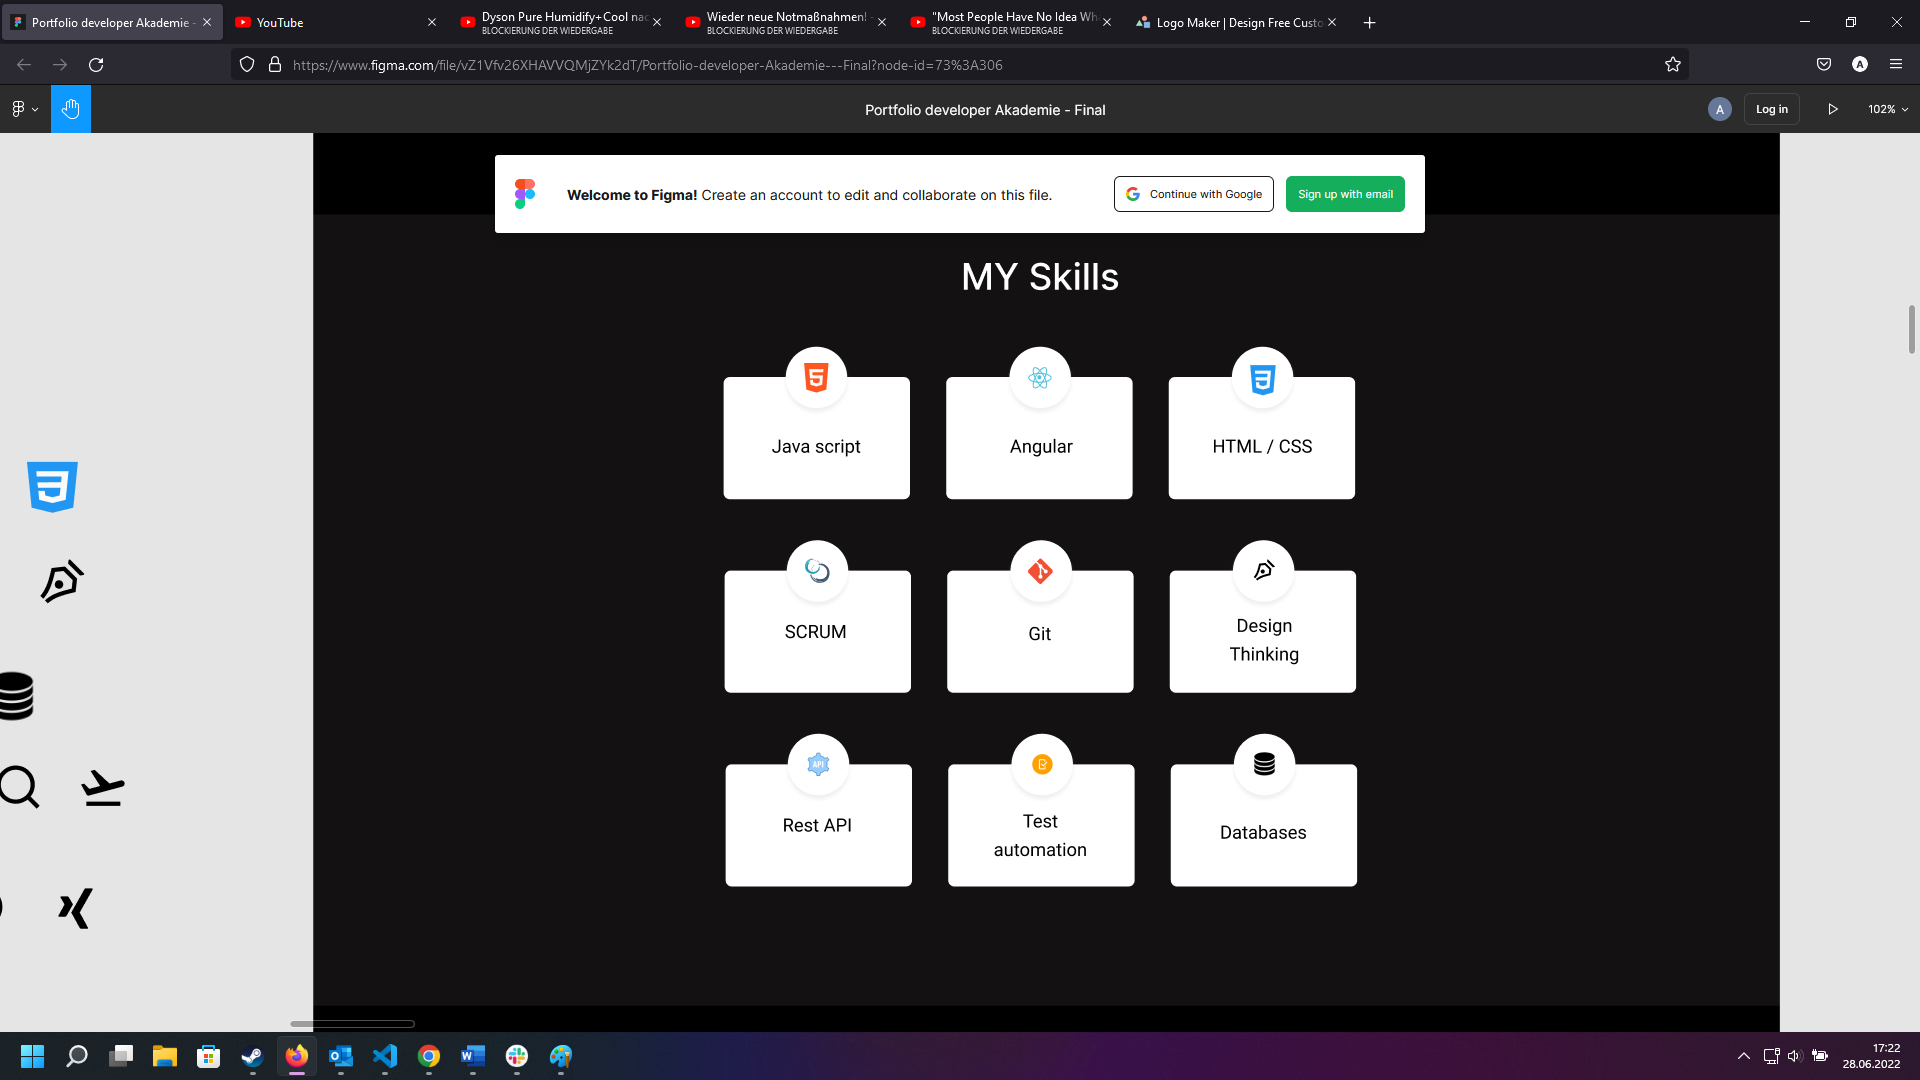 Portfolio developer Akademie -
YouTube
Dyson Pure Humidify+Cool nac
BLOCKIERUNG DER WIEDERGABE
Wieder neue Notmaßnahmen! -
BLOCKIERUNG DER WIEDERGABE
"Most People Have No Idea Wh
BLOCKIERUNG DER WIEDERGABE
Logo Maker | Design Free Custo
https://www.figma.com/file/vZ1Vfv26XHAVVQMjZYk2dT/Portfolio-developer-Akademie---Final?node-id=73%3A306
A
Portfolio developer Akademie - Final
A
Log in
102%
Welcome to Figma! Create an account to edit and collaborate on this file.
Continue with Google
Sign up with email
MY Skills
Java script
Angular
HTML / CSS
SCRUM
Git
Design
Thinking
API
Rest API
Test
automation
Databases
17:22
28.06.2022